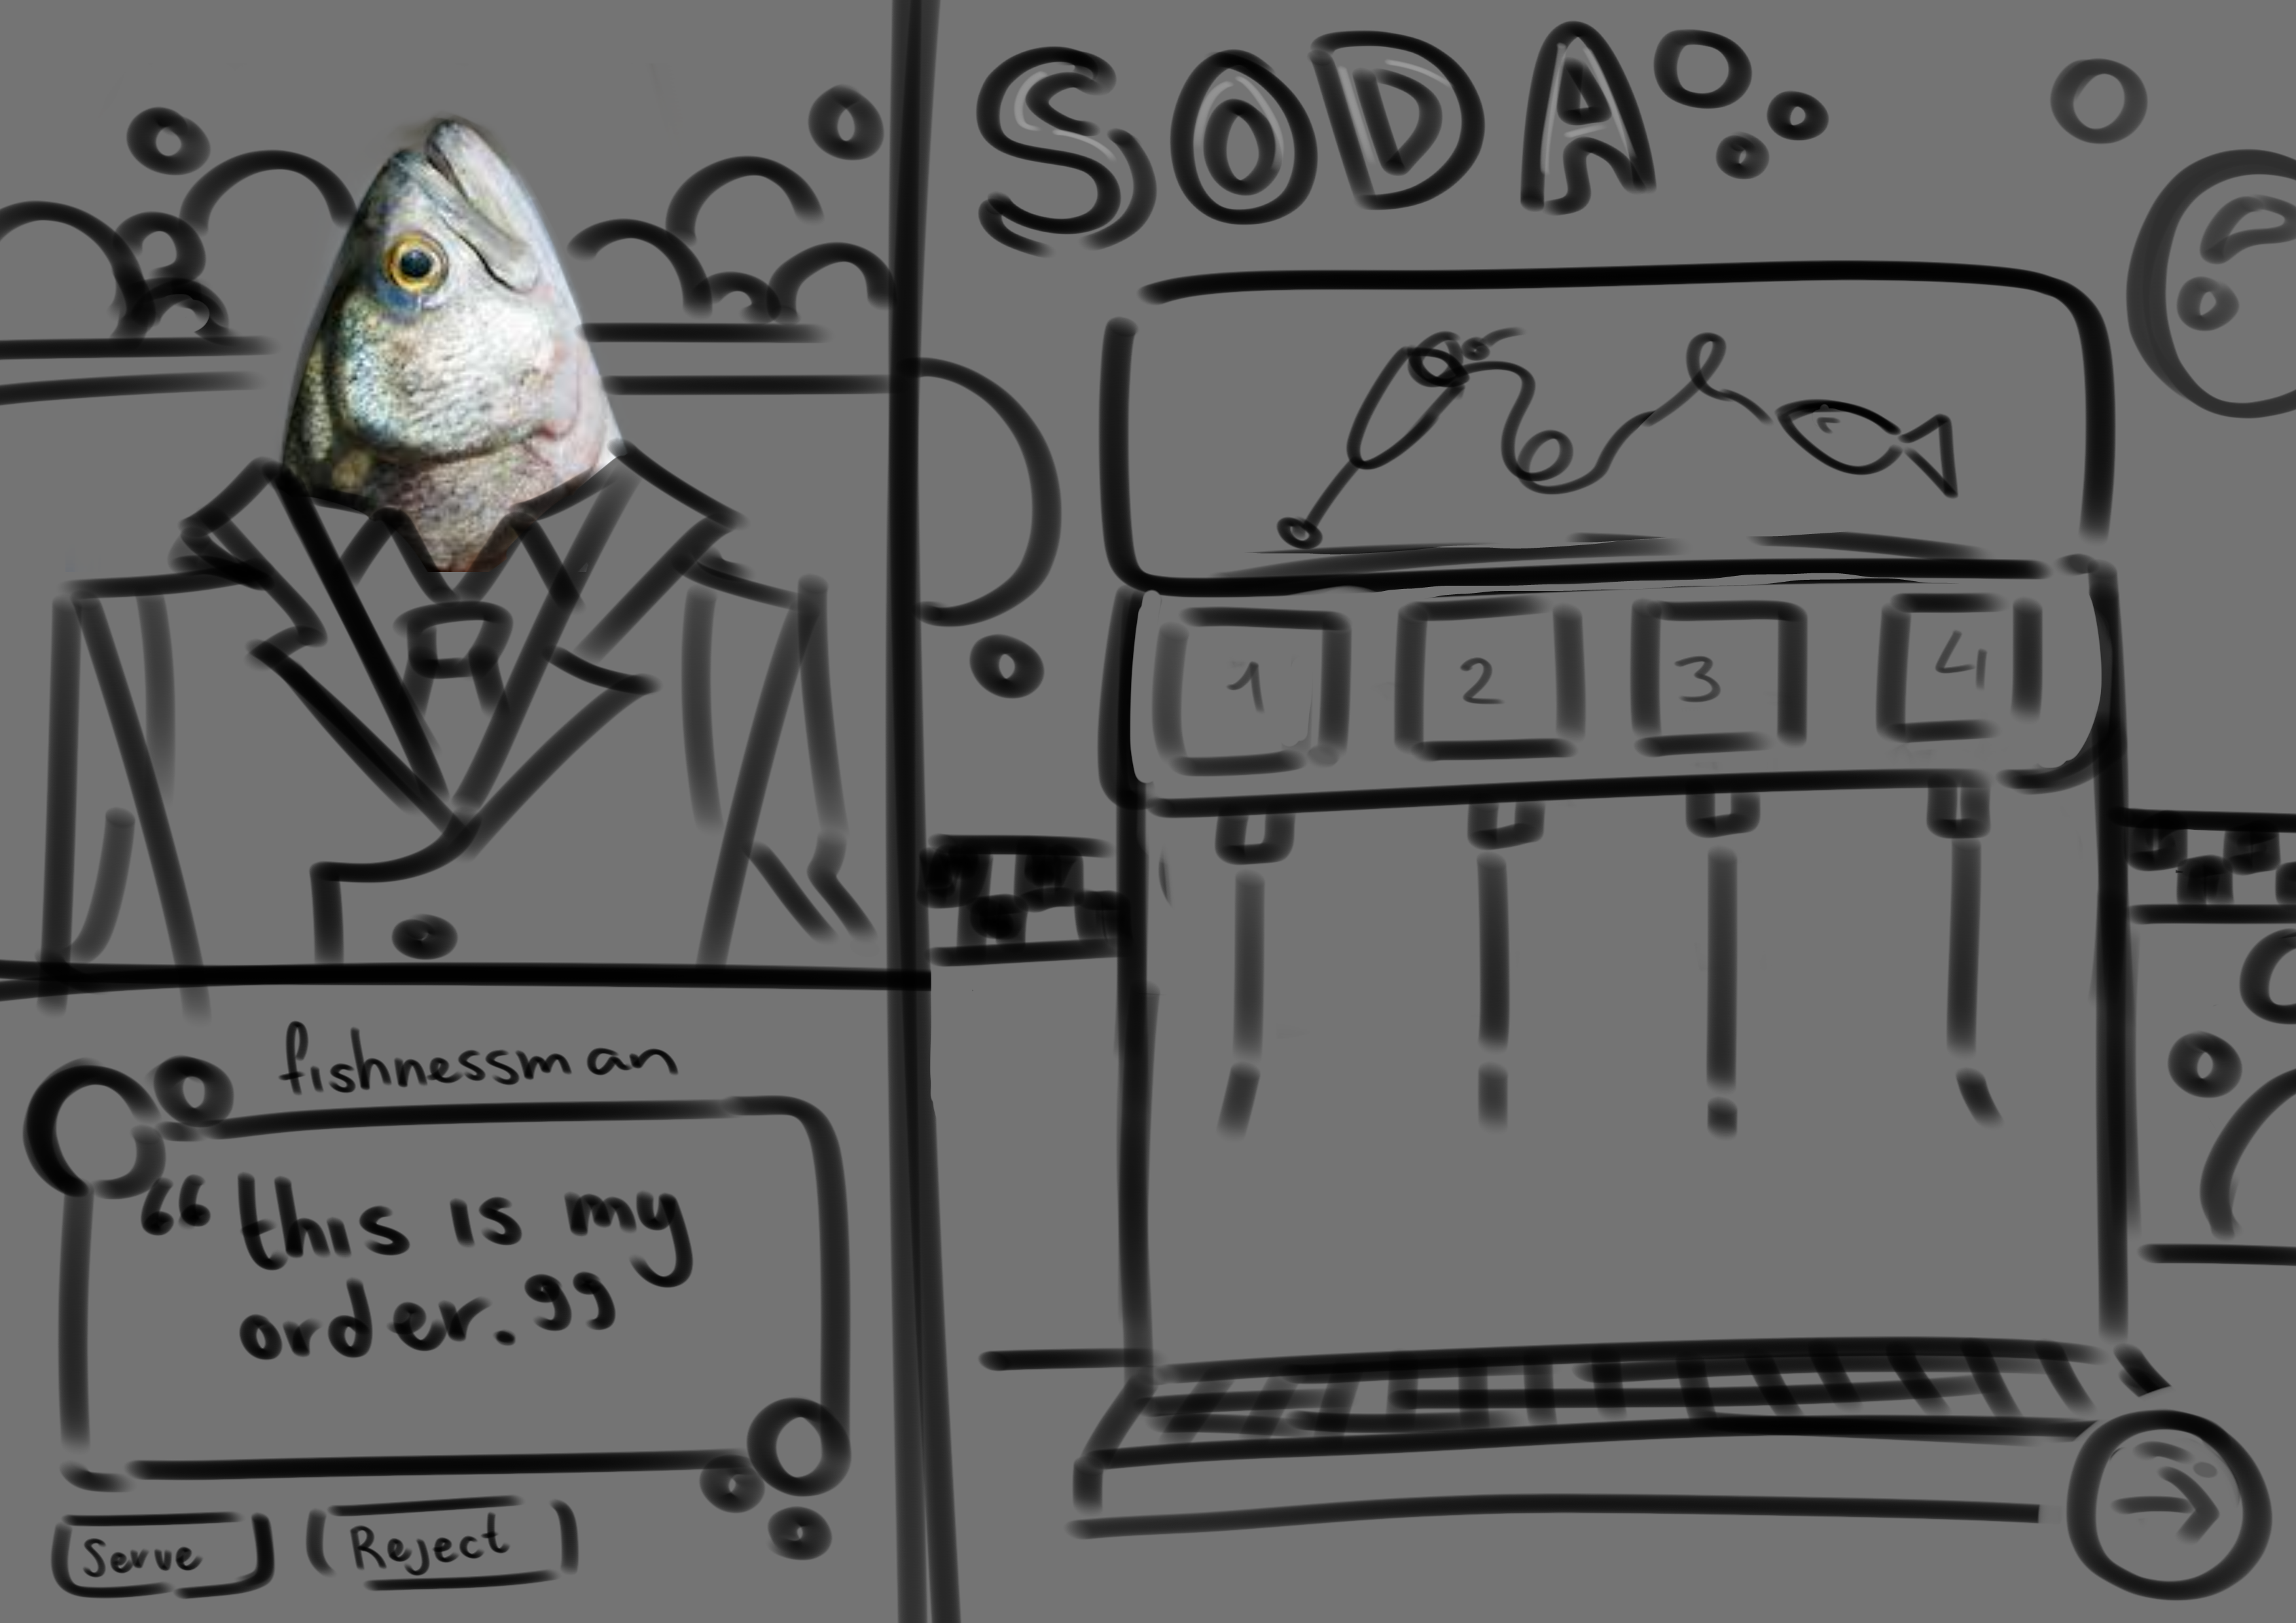 SODA
1 2 3 4
fishnessman
“this is my
order.”
Serve Reject